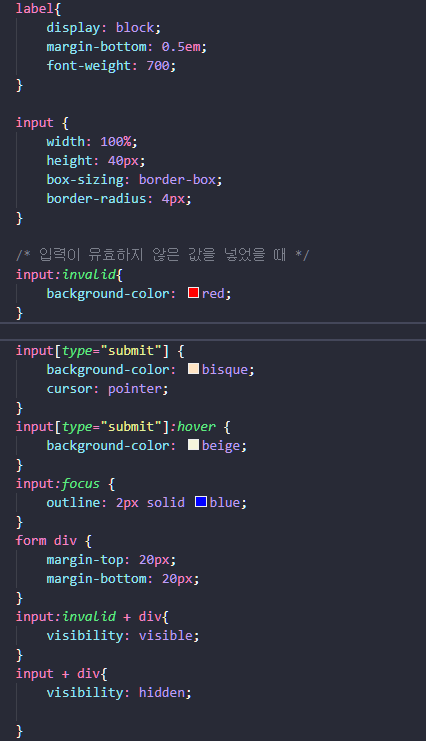 label{
display: block;
margin-bottom: 0.5em;
font-weight: 700;
}
input {
width: 100%;
height: 40px;
box-sizing: border-box;
border-radius: 4px;
}
/* 입력이 유효하지 않은 값을 넣었을 때 */
input:invalid{
background-color: red;
}
input[type="submit"] {
background-color: bisque;
cursor: pointer;
}
input[type="submit"]:hover {
background-color: beige;
}
input:focus {
outline: 2px solid blue;
}
form div {
margin-top: 20px;
margin-bottom: 20px;
}
input:invalid + div{
visibility: visible;
}
input + div{
visibility: hidden;
}